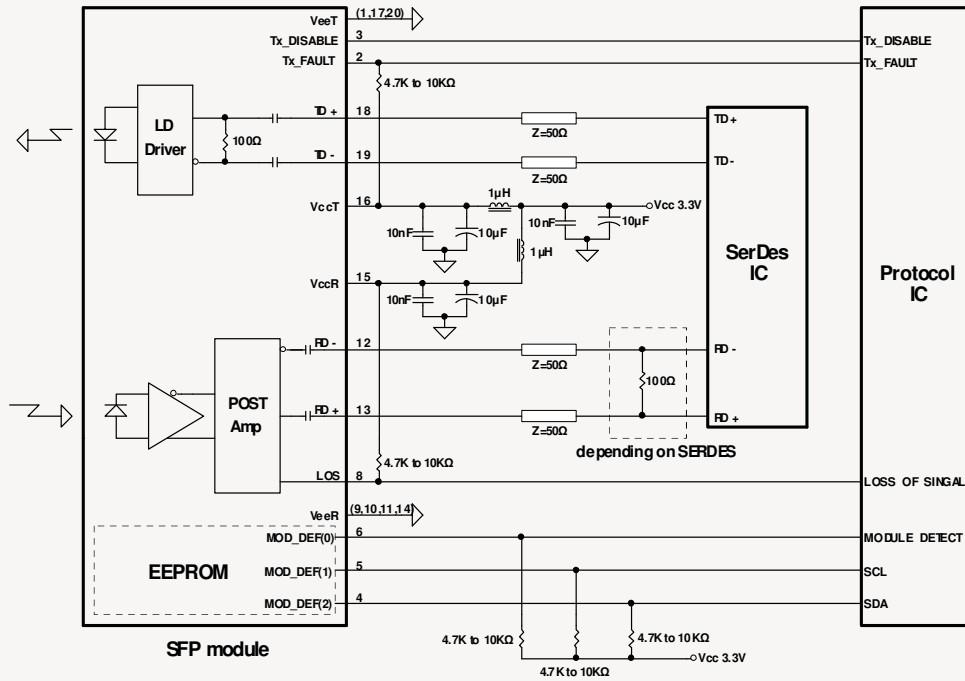 VeeT (1,17,20)
Tx_DISABLE 3 Tx_DISABLE
Tx_FAULT 2 Tx_FAULT
4.7K to 10KΩ
LD Driver
100Ω
TD+ 18 Z=50Ω TD+
TD- 19 Z=50Ω TD-
1µH
VccT 16 Vcc 3.3V
10nF 10µF 10nF 10µF
1µH
SerDes IC
Protocol IC
VccR 15
10nF 10µF
RD- 12 Z=50Ω RD-
100Ω
POST Amp
RD+ 13 Z=50Ω RD+
depending on SERDES
4.7K to 10KΩ
LOS 8 LOSS OF SINGAL
VeeR (9,10,11,14)
MOD_DEF(0) 6 MODULE DETECT
EEPROM
MOD_DEF(1) 5 SCL
MOD_DEF(2) 4 SDA
4.7K to 10KΩ 4.7K to 10KΩ
4.7K to 10KΩ
Vcc 3.3V
SFP module